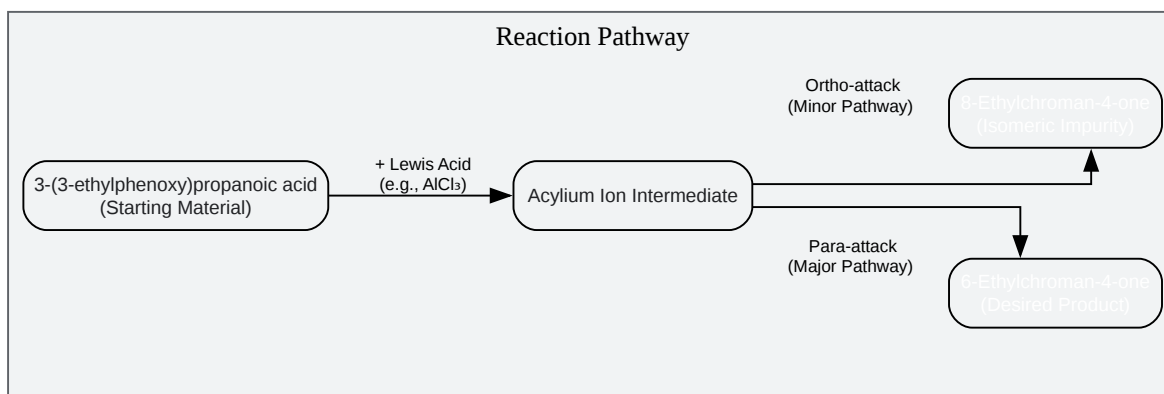 Reaction Pathway
Ortho-attack
(Minor Pathway)
8-Ethylchroman-4-one
(Isomeric Impurity)
+ Lewis Acid
(e.g., AlCl₃)
3-(3-ethylphenoxy)propanoic acid
(Starting Material)
Acylium Ion Intermediate
Para-attack
(Major Pathway)
6-Ethylchroman-4-one
(Desired Product)